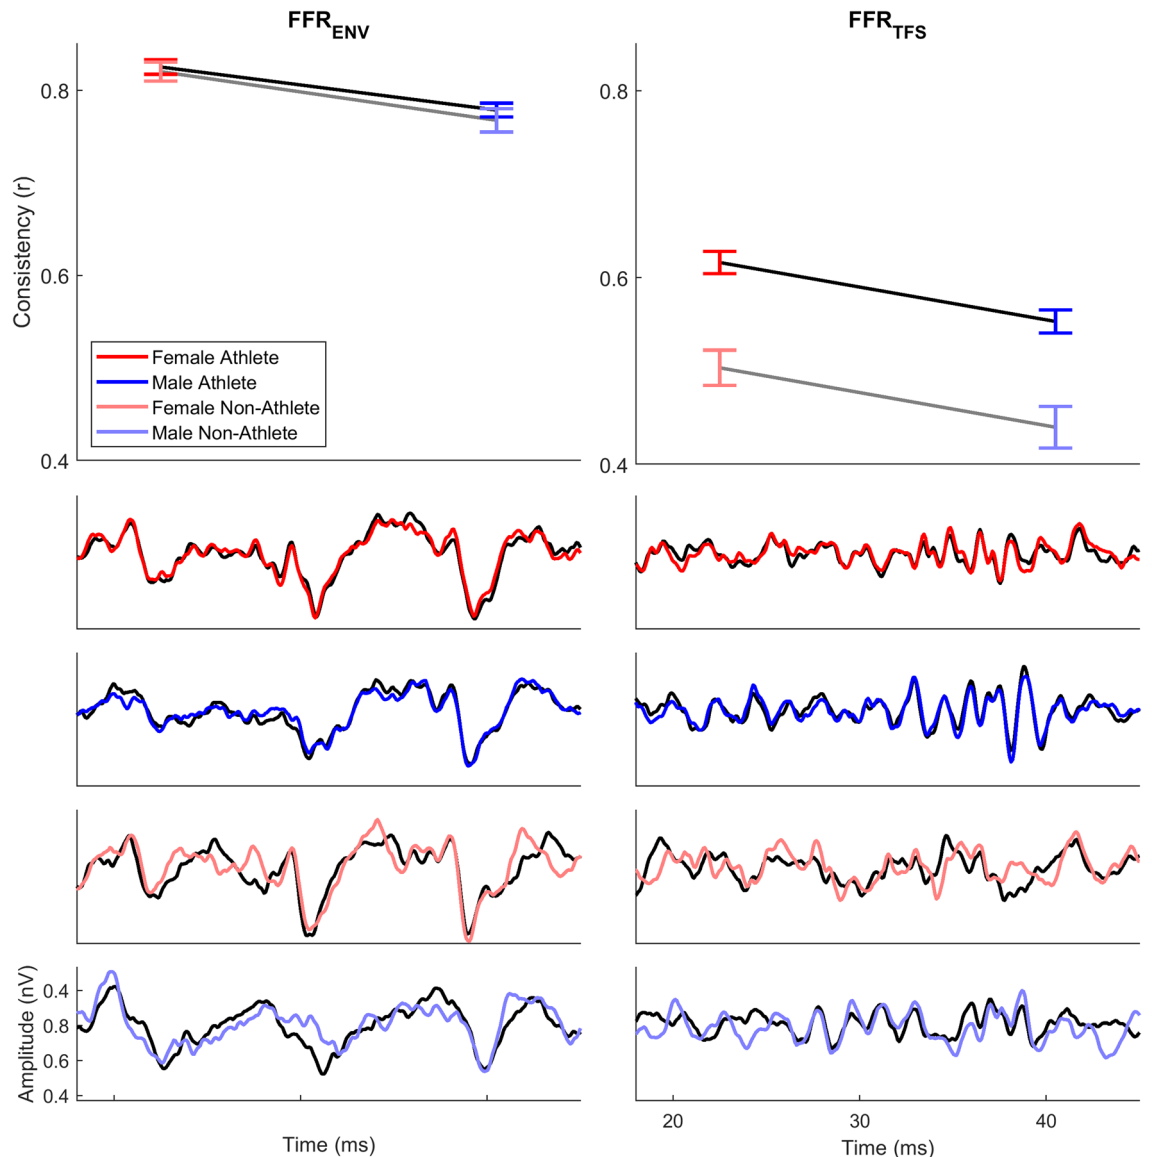 FFRENV
FFRTFS
Consistency (r)
0.8
0.6
0.4
0.8
0.6
0.4
Female Athlete
Male Athlete
Female Non-Athlete
Male Non-Athlete
Amplitude (nV)
0.4
0.8
0.6
0.4
20
30
40
Time (ms)
Time (ms)